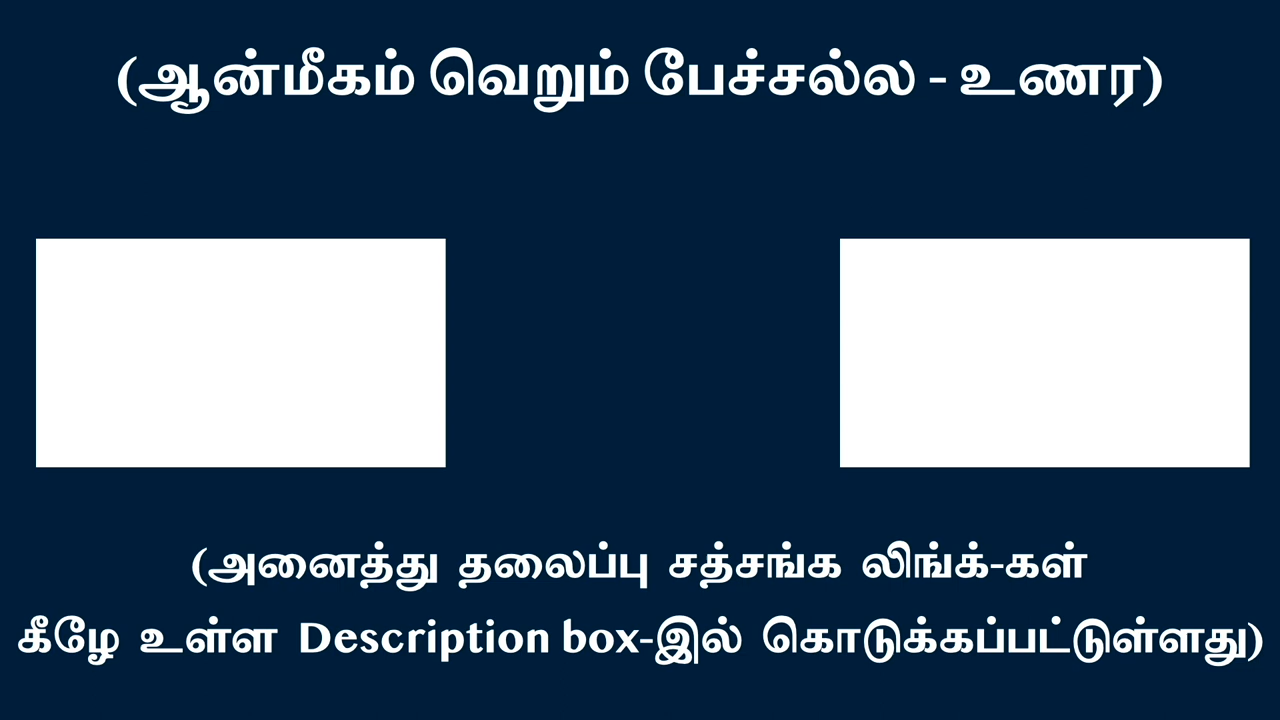 (ஆன்மீகம் வெறும் பேச்சல்ல - உணர)
(அனைத்து தலைப்பு சத்சங்க லிங்க்-கள்
கீழே உள்ள Description box-இல் கொடுக்கப்பட்டுள்ளது)